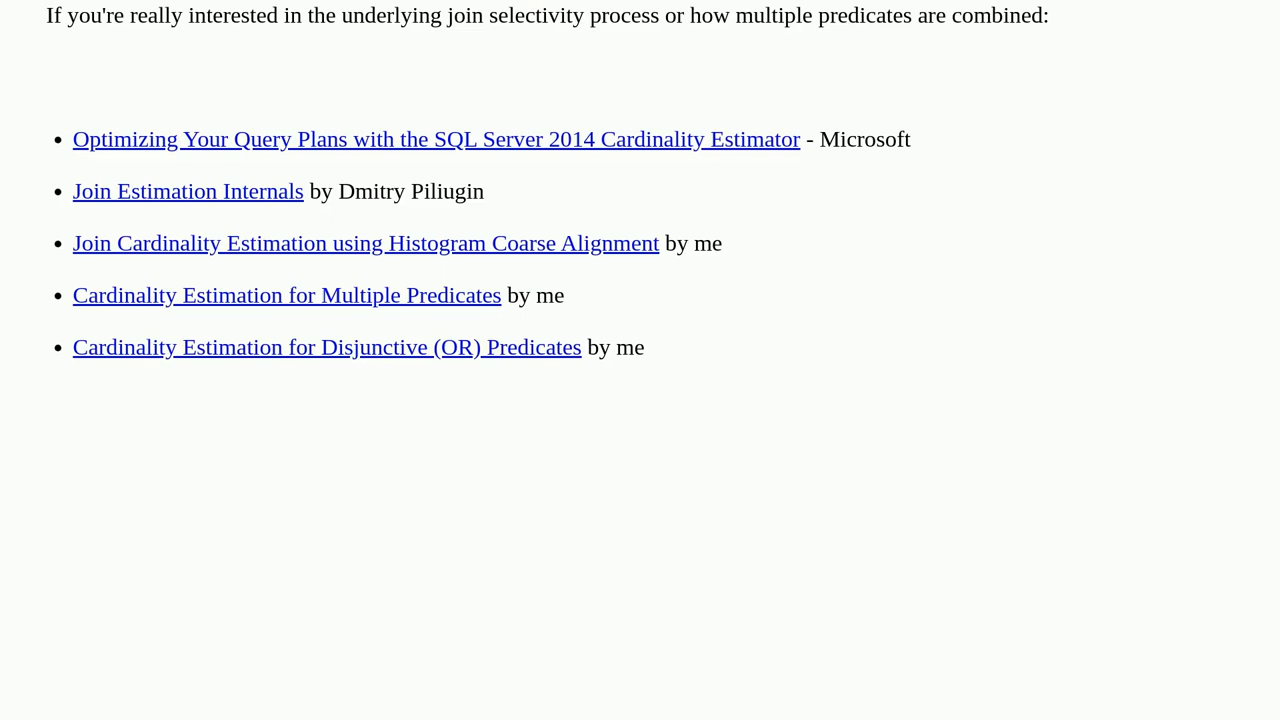 If you're really interested in the underlying join selectivity process or how multiple predicates are combined:
• Optimizing Your Query Plans with the SQL Server 2014 Cardinality Estimator - Microsoft
• Join Estimation Internals by Dmitry Piliugin
• Join Cardinality Estimation using Histogram Coarse Alignment by me
• Cardinality Estimation for Multiple Predicates by me
• Cardinality Estimation for Disjunctive (OR) Predicates by me